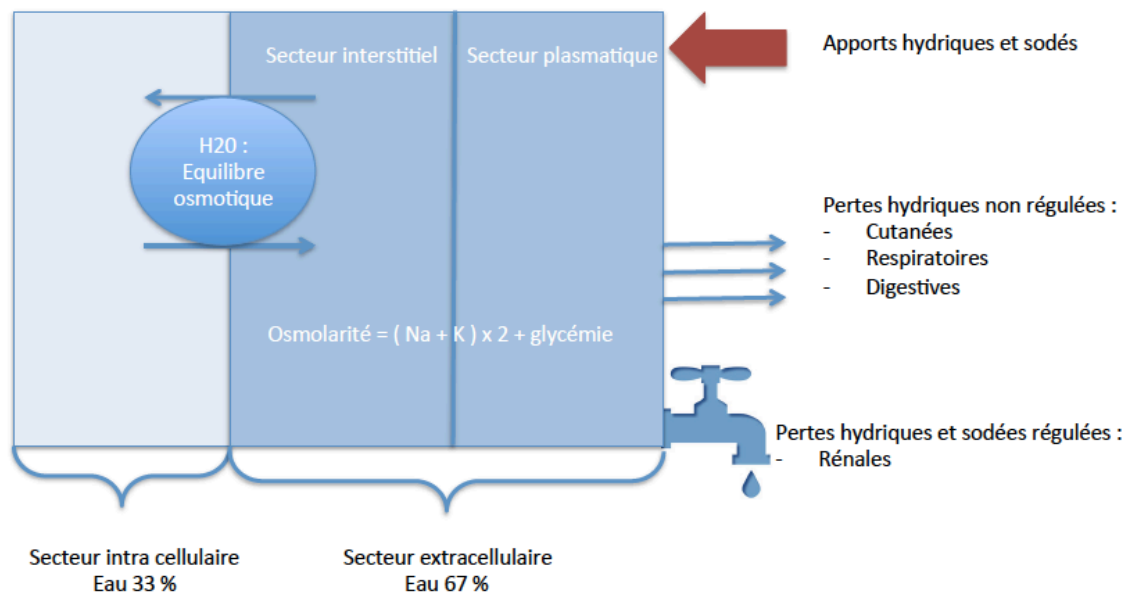 Secteur interstitiel
Secteur plasmatique
Apports hydriques et sodés
H20 :
Equilibre
osmotique
Pertes hydriques non régulées :
- Cutanées
- Respiratoires
- Digestives
Osmolarité = ( Na + K ) x 2 + glycémie
Pertes hydriques et sodées régulées :
- Rénales
Secteur intra cellulaire
Eau 33 %
Secteur extracellulaire
Eau 67 %